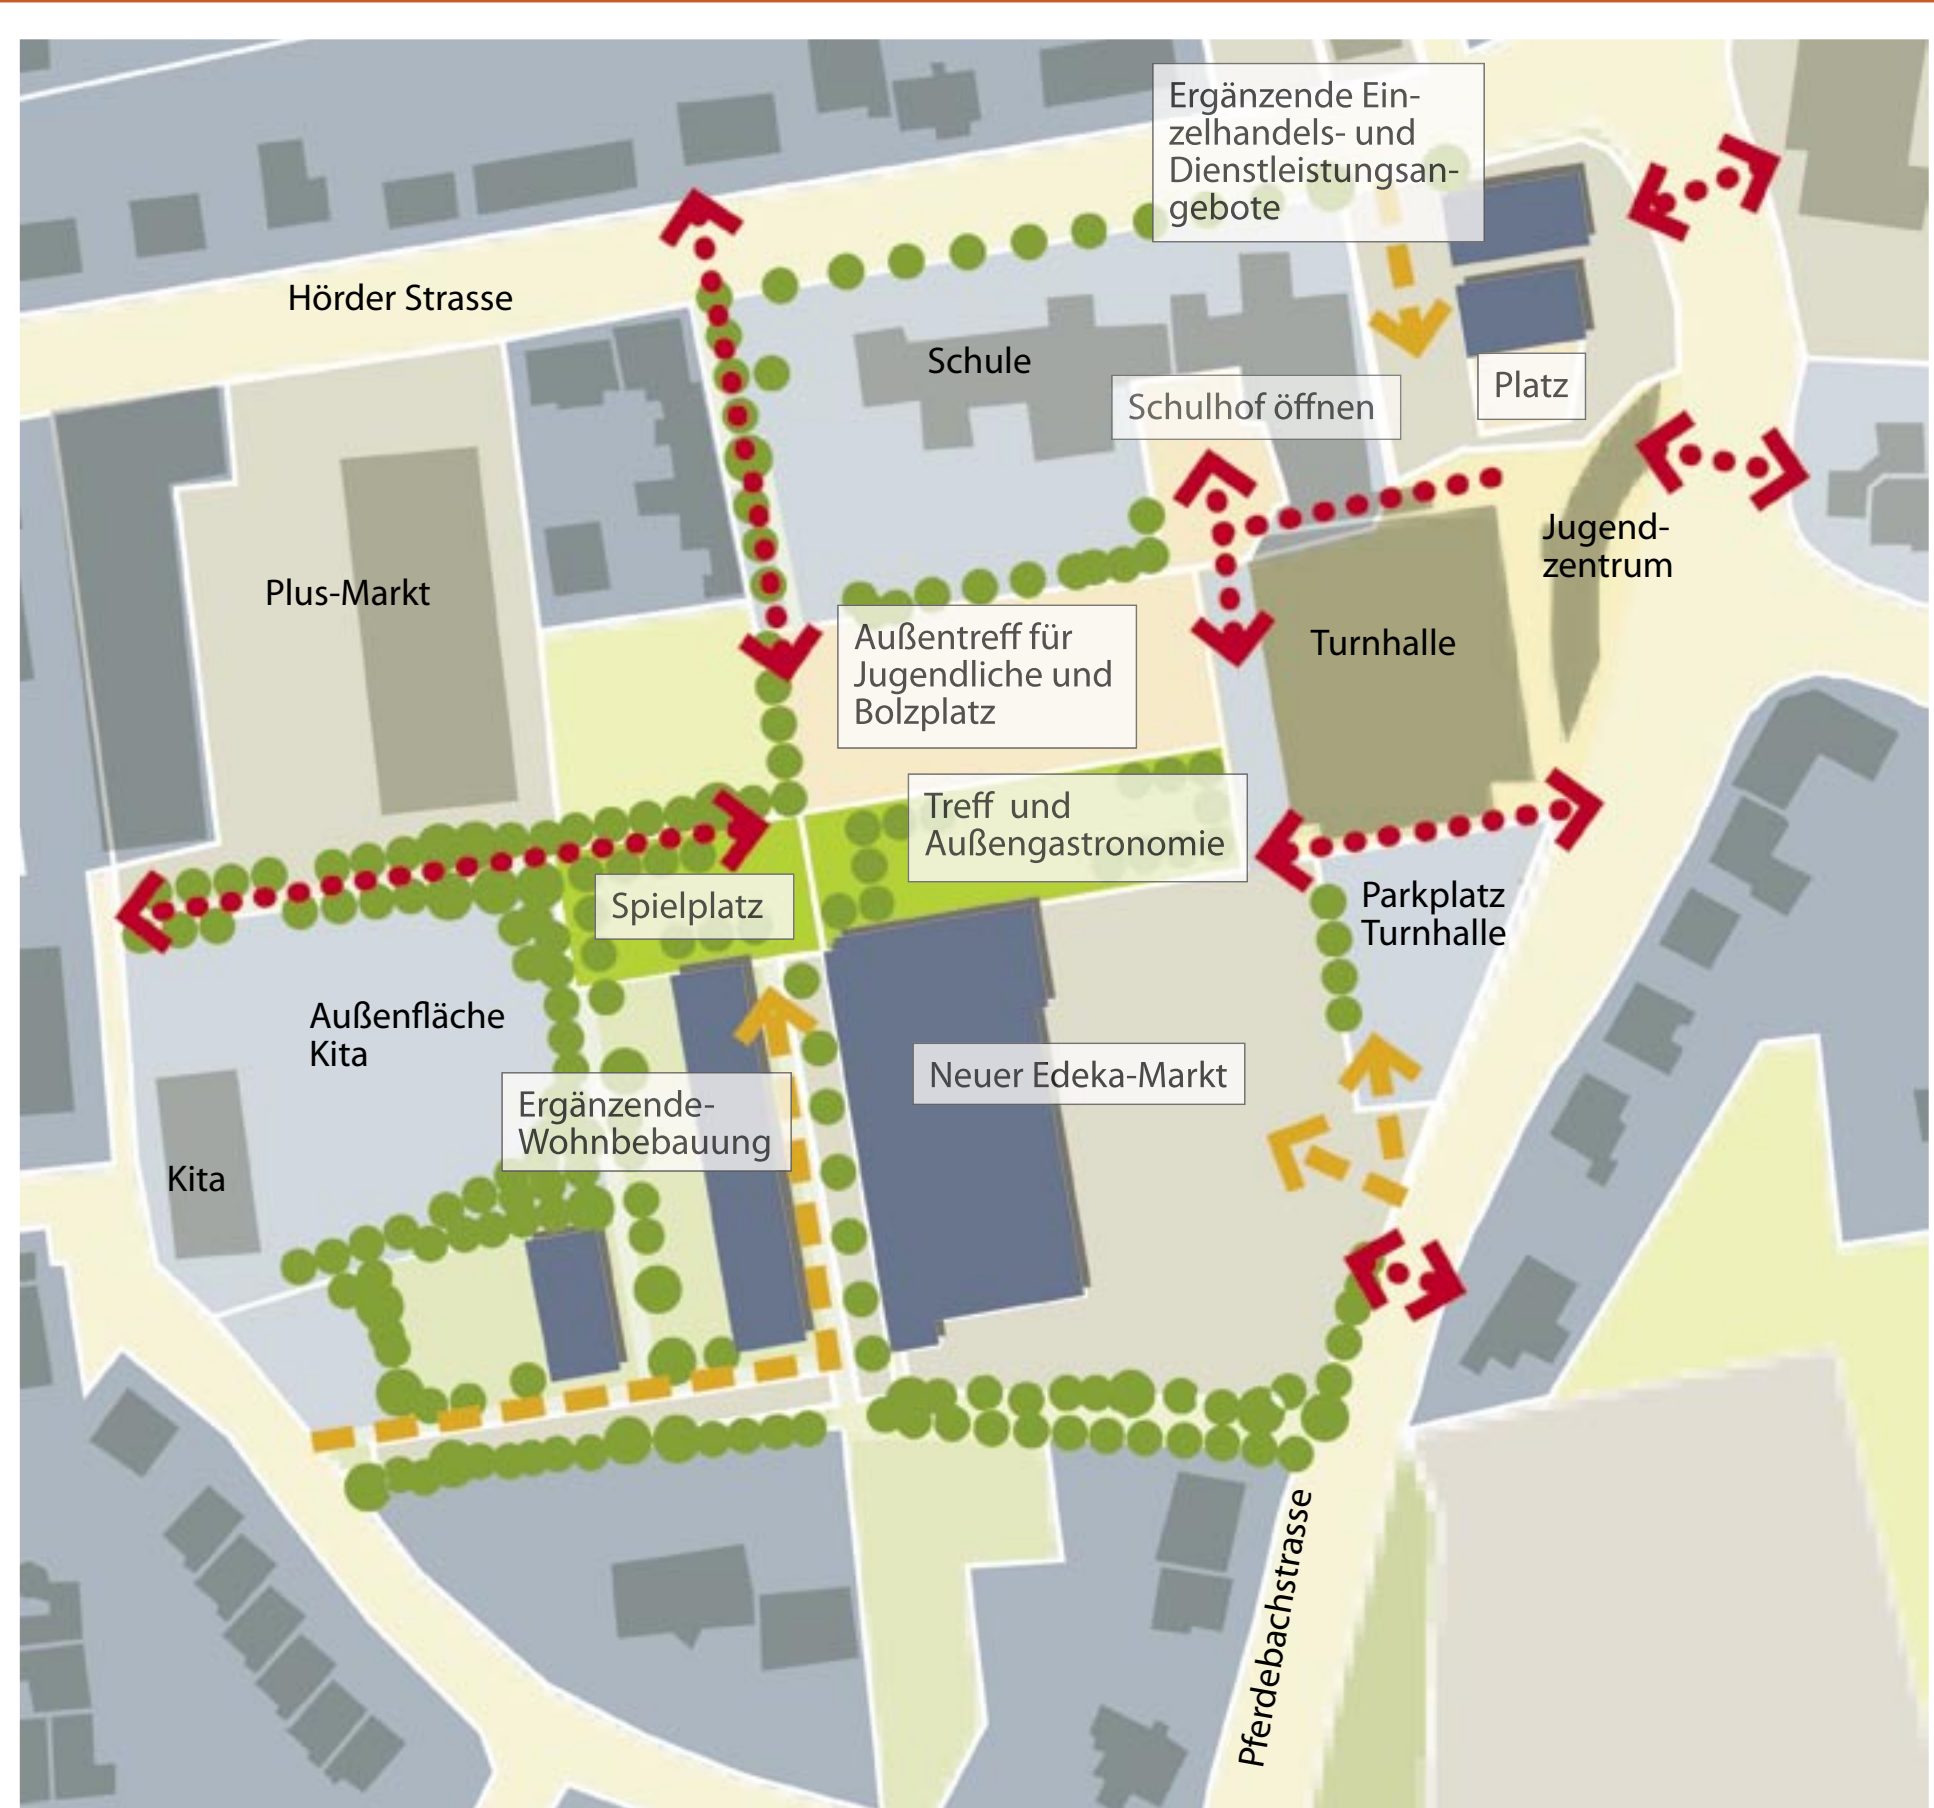 Ergänzende Ein-
zelhandels- und
Dienstleistungsan-
gebote
Hörder Strasse
Schule
Platz
Schulhof öffnen
Jugend-
zentrum
Plus-Markt
Außentreff für
Jugendliche und
Bolzplatz
Turnhalle
Treff und
Außengastronomie
Spielplatz
Parkplatz
Turnhalle
Außenfläche
Kita
Neuer Edeka-Markt
Ergänzende-
Wohnbebauung
Kita
Pferdebachstrasse